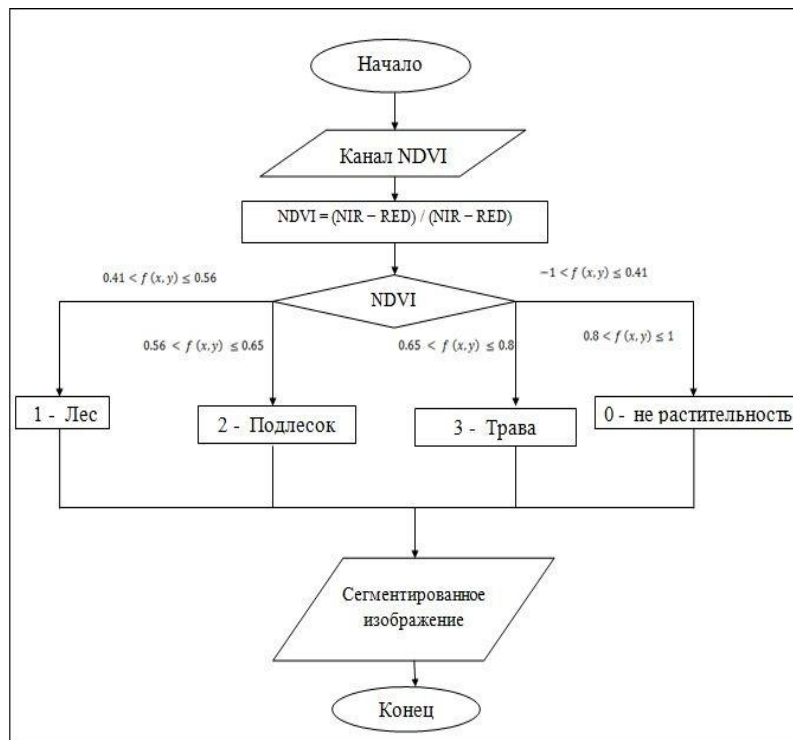 Начало
Канал NDVI
NDVI = (NIR – RED) / (NIR – RED)
0.41 < f (x, y) ≤ 0.56
−1 < f (x, y) ≤ 0.41
NDVI
0.56 < f (x, y) ≤ 0.65
0.65 < f (x, y) ≤ 0.8
0.8 < f (x, y) ≤ 1
1 - Лес
2 - Подлесок
3 - Трава
0 - не растительность
Сегментированное
изображение
Конец